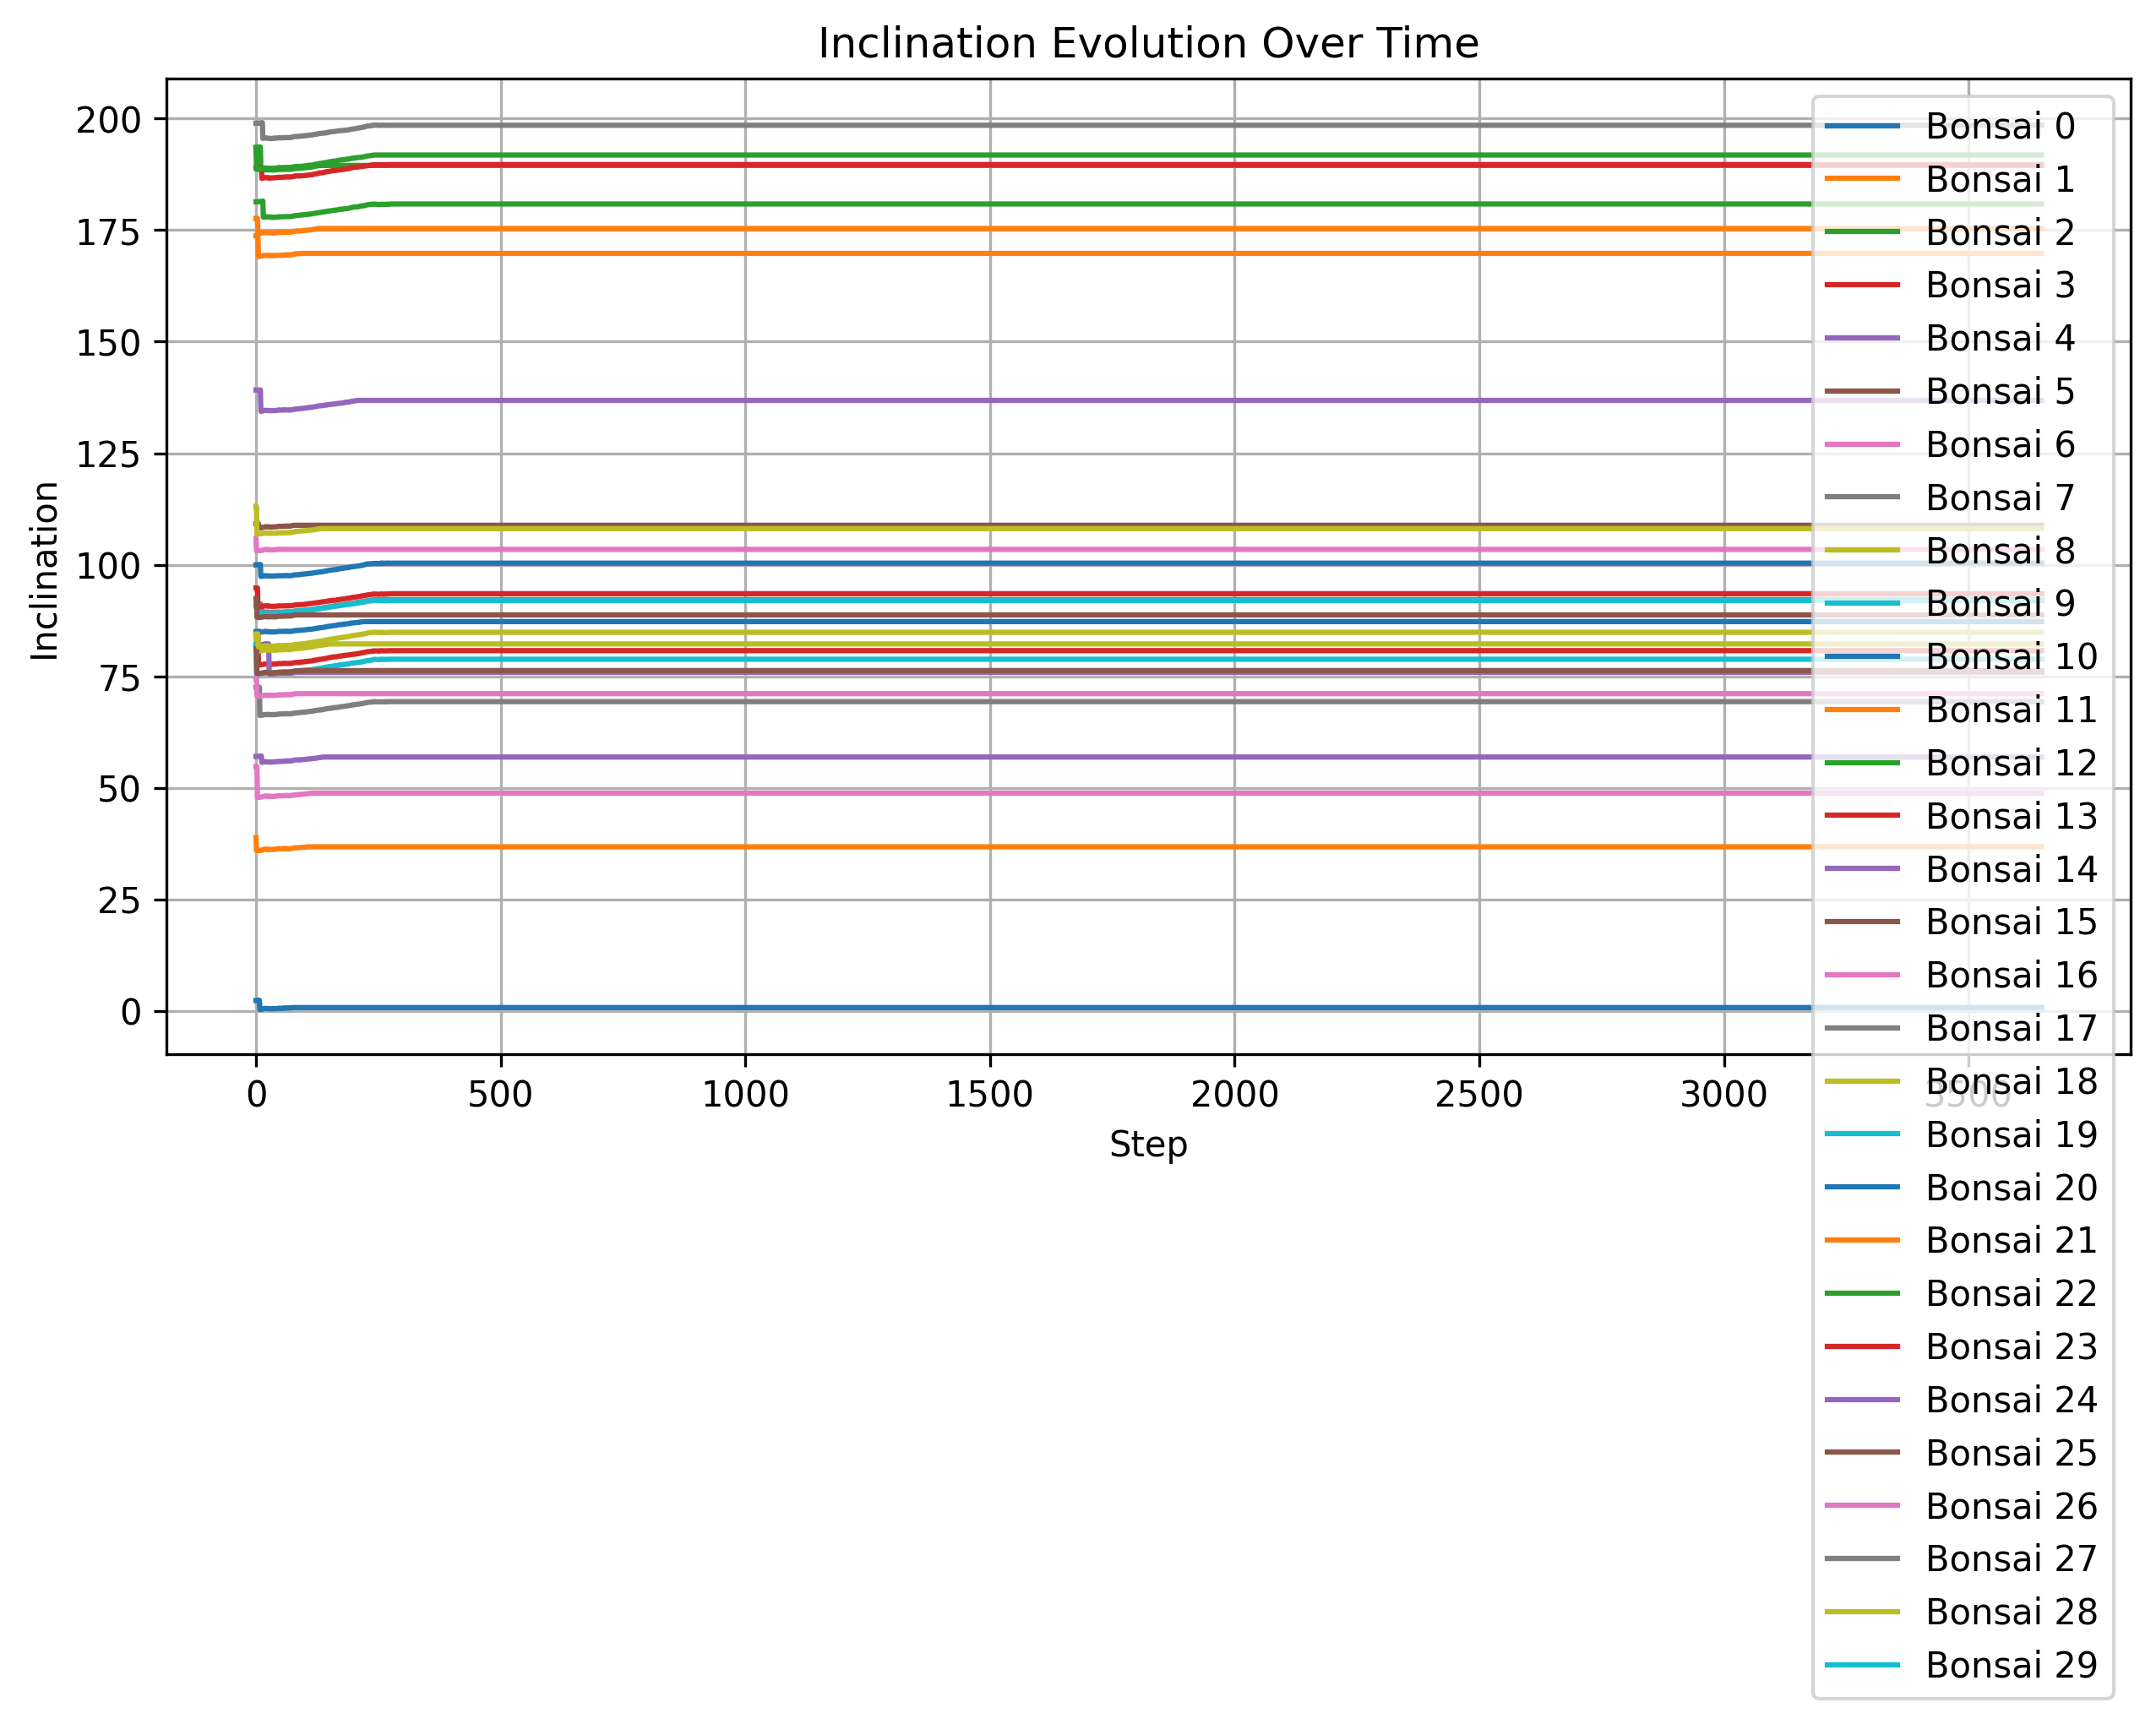 Inclination Evolution Over Time
Inclination
200
175
150
125
100
75
50
25
0
0 500 1000 1500 2000 2500 3000 3500
Step
Bonsai 0
Bonsai 1
Bonsai 2
Bonsai 3
Bonsai 4
Bonsai 5
Bonsai 6
Bonsai 7
Bonsai 8
Bonsai 9
Bonsai 10
Bonsai 11
Bonsai 12
Bonsai 13
Bonsai 14
Bonsai 15
Bonsai 16
Bonsai 17
Bonsai 18
Bonsai 19
Bonsai 20
Bonsai 21
Bonsai 22
Bonsai 23
Bonsai 24
Bonsai 25
Bonsai 26
Bonsai 27
Bonsai 28
Bonsai 29